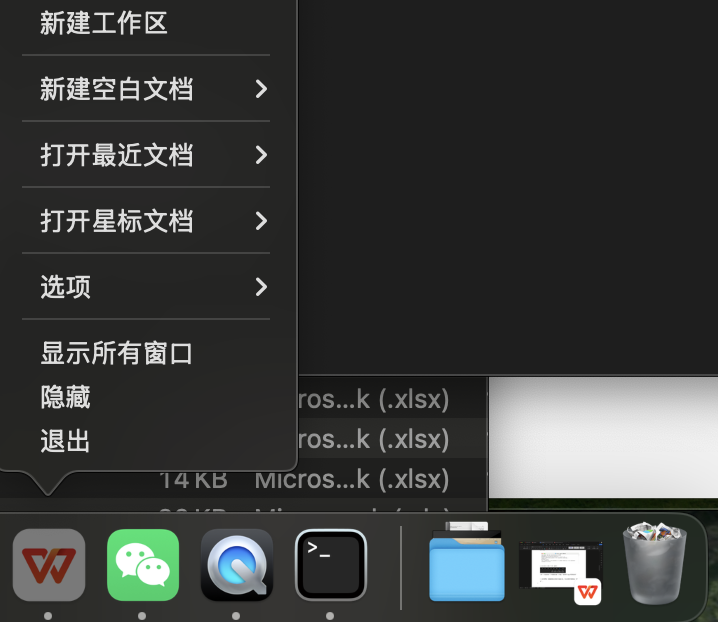 新建工作区
新建空白文档
打开最近文档
打开星标文档
选项
显示所有窗口
隐藏
退出
ros...k (.xlsx)
ros...k (.xlsx)
14 KB Micros...k (.xlsx)
>_